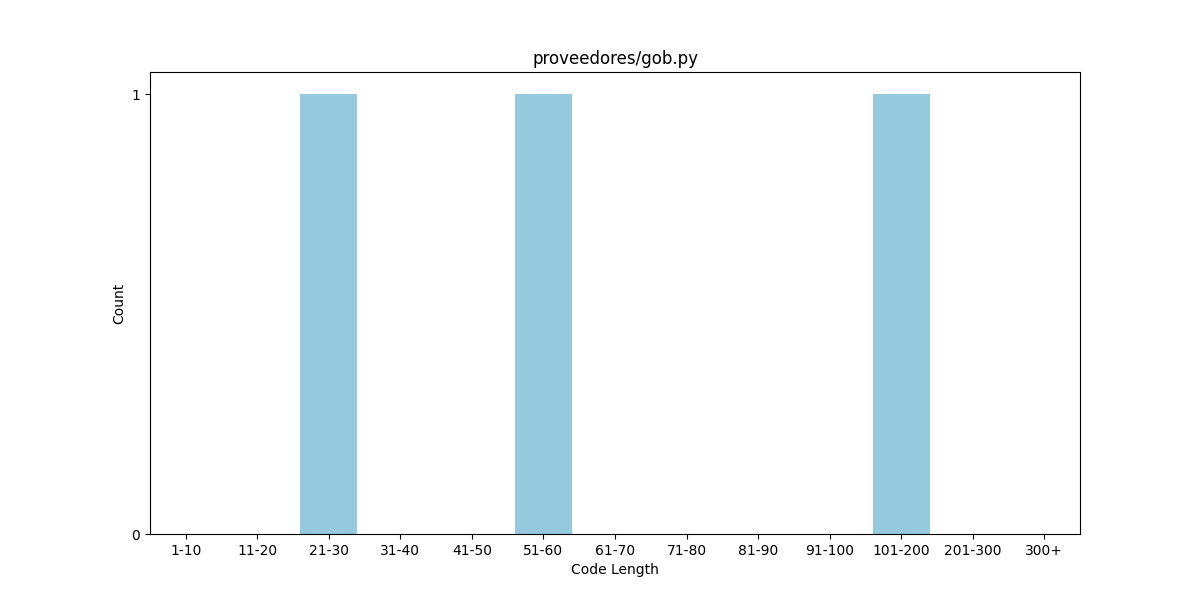 proveedores/gob.py
Count
1
0
1-10 11-20 21-30 31-40 41-50 51-60 61-70 71-80 81-90 91-100 101-200 201-300 300+
Code Length